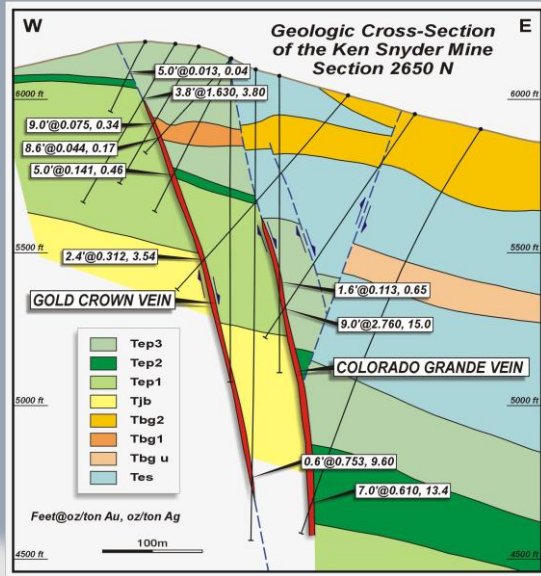 W
E
Geologic Cross-Section
of the Ken Snyder Mine
Section 2650 N
5.0'@0.013, 0.04
3.8'@1.630, 3.80
6000 ft
6000 ft
9.0'@0.075, 0.34
8.6'@0.044, 0.17
5.0'@0.141, 0.46
5500 ft
5500 ft
2.4'@0.312, 3.54
1.6'@0.113, 0.65
GOLD CROWN VEIN
9.0'@2.760, 15.0
Tep3
Tep2
Tep1
Tjb
Tbg2
Tbg1
Tbg u
Tes
COLORADO GRANDE VEIN
5000 ft
5000 ft
0.6'@0.753, 9.60
7.0'@0.610, 13.4
Feet@oz/ton Au, oz/ton Ag
100m
4500 ft
4500 ft